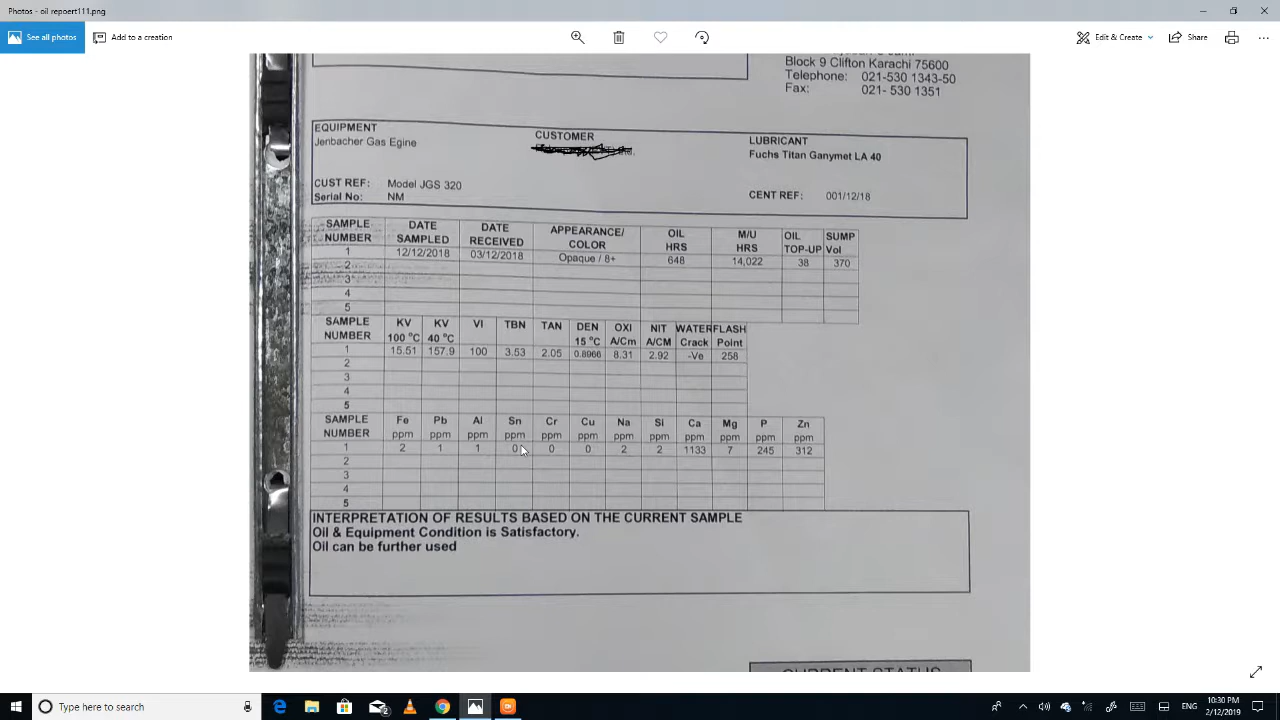 Photos - oil repoert111.png
See all photos
Add to a creation
Edit & Create
Share
Block 9 Clifton Karachi 75600
Telephone: 021-530 1343-50
Fax: 021- 530 1351
EQUIPMENT
Jenbacher Gas Egine
CUSTOMER
LUBRICANT
Fuchs Titan Ganymet LA 40
CUST REF: Model JGS 320
Serial No: NM
CENT REF: 001/12/18
SAMPLE NUMBER DATE SAMPLED DATE RECEIVED APPEARANCE/ COLOR OIL HRS M/U HRS OIL TOP-UP SUMP Vol
1 12/12/2018 03/12/2018 Opaque / 8+ 648 14,022 38 370
2
3
4
5
SAMPLE NUMBER KV 100 °C KV 40 °C VI TBN TAN DEN 15 °C OXI A/Cm NIT A/CM WATER Crack FLASH Point
1 15.51 157.9 100 3.53 2.05 0.8966 8.31 2.92 -Ve 258
2
3
4
5
SAMPLE NUMBER Fe ppm Pb ppm Al ppm Sn ppm Cr ppm Cu ppm Na ppm Si ppm Ca ppm Mg ppm P ppm Zn ppm
1 2 1 1 0 0 0 2 2 1133 7 245 312
2
3
4
5
INTERPRETATION OF RESULTS BASED ON THE CURRENT SAMPLE
Oil & Equipment Condition is Satisfactory.
Oil can be further used
CURRENT STATUS
Type here to search
ENG
10:30 PM
2/12/2019